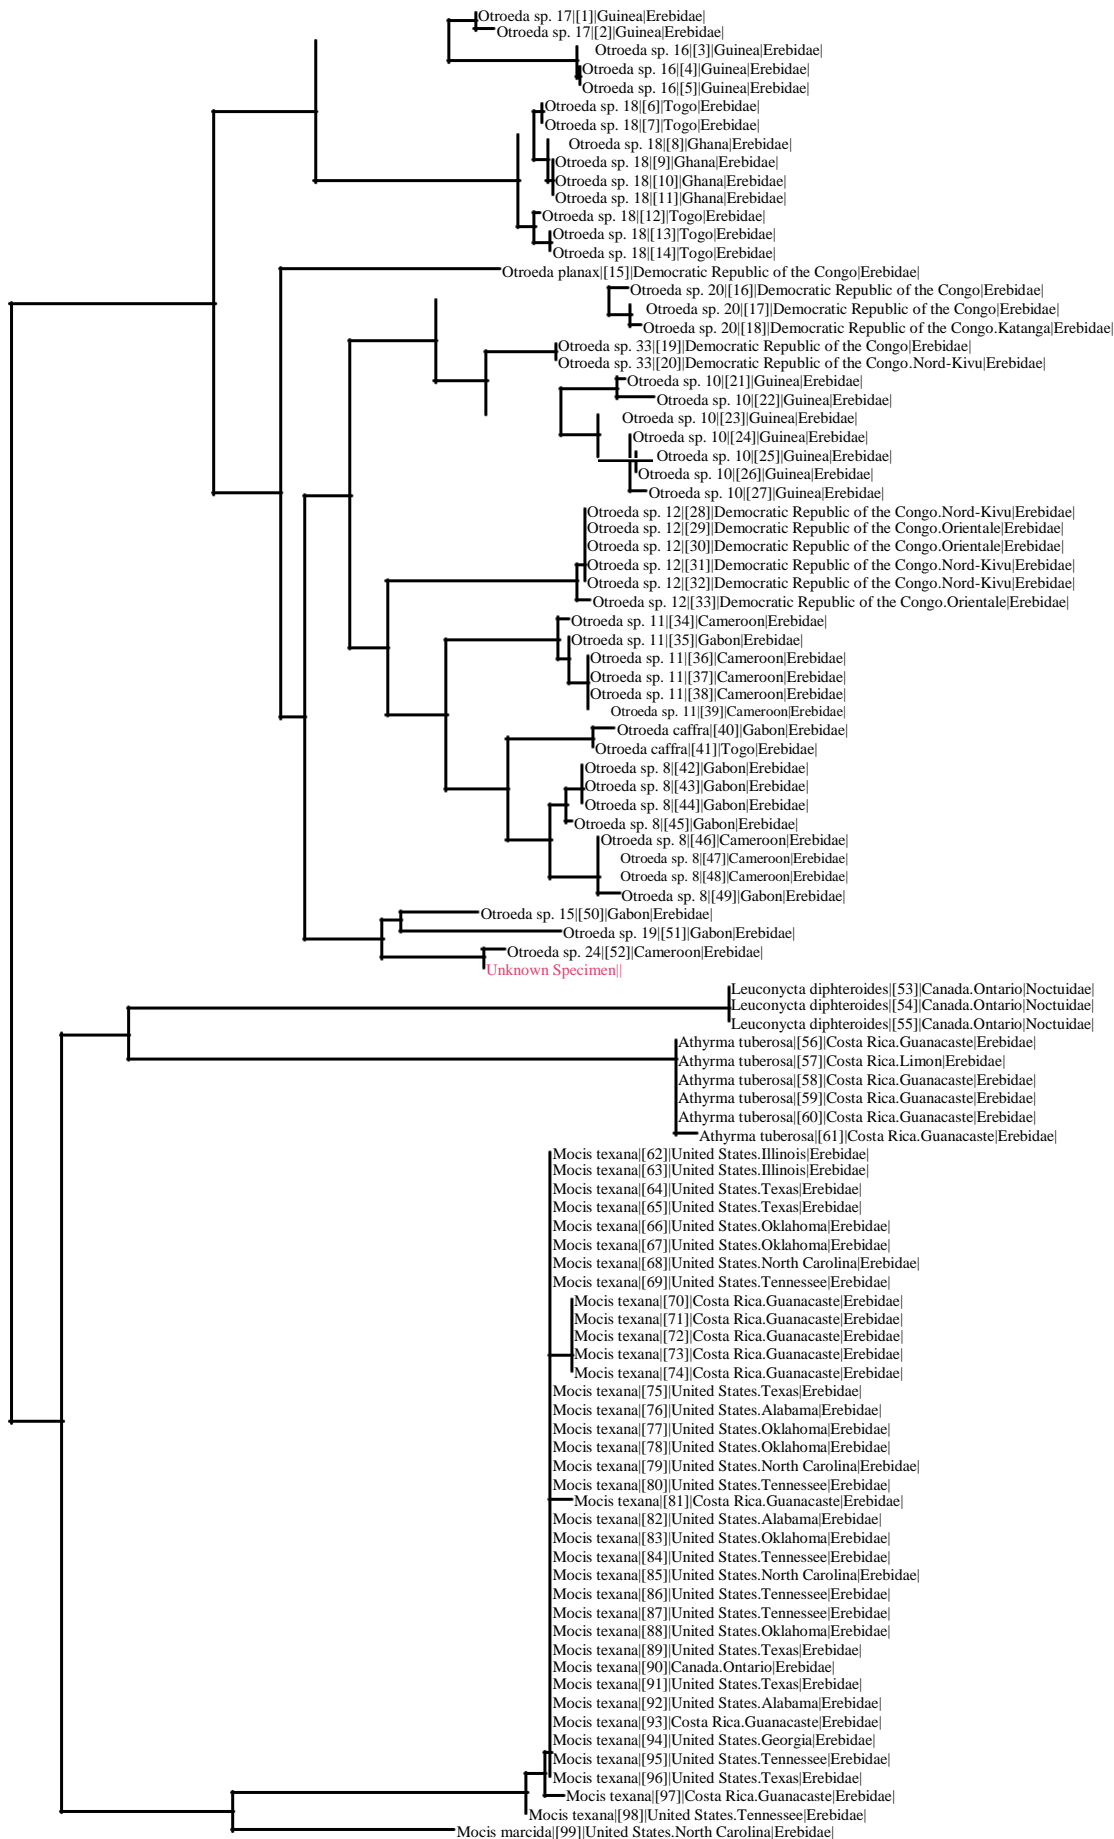 Otroeda sp. 17|[1]|Guinea|Erebidae|
Otroeda sp. 17|[2]|Guinea|Erebidae|
Otroeda sp. 16|[3]|Guinea|Erebidae|
Otroeda sp. 16|[4]|Guinea|Erebidae|
Otroeda sp. 16|[5]|Guinea|Erebidae|
Otroeda sp. 18|[6]|Togo|Erebidae|
Otroeda sp. 18|[7]|Togo|Erebidae|
Otroeda sp. 18|[8]|Ghana|Erebidae|
Otroeda sp. 18|[9]|Ghana|Erebidae|
Otroeda sp. 18|[10]|Ghana|Erebidae|
Otroeda sp. 18|[11]|Ghana|Erebidae|
Otroeda sp. 18|[12]|Togo|Erebidae|
Otroeda sp. 18|[13]|Togo|Erebidae|
Otroeda sp. 18|[14]|Togo|Erebidae|
Otroeda planax|[15]|Democratic Republic of the Congo|Erebidae|
Otroeda sp. 20|[16]|Democratic Republic of the Congo|Erebidae|
Otroeda sp. 20|[17]|Democratic Republic of the Congo|Erebidae|
Otroeda sp. 20|[18]|Democratic Republic of the Congo.Katanga|Erebidae|
Otroeda sp. 33|[19]|Democratic Republic of the Congo|Erebidae|
Otroeda sp. 33|[20]|Democratic Republic of the Congo.Nord-Kivu|Erebidae|
Otroeda sp. 10|[21]|Guinea|Erebidae|
Otroeda sp. 10|[22]|Guinea|Erebidae|
Otroeda sp. 10|[23]|Guinea|Erebidae|
Otroeda sp. 10|[24]|Guinea|Erebidae|
Otroeda sp. 10|[25]|Guinea|Erebidae|
Otroeda sp. 10|[26]|Guinea|Erebidae|
Otroeda sp. 10|[27]|Guinea|Erebidae|
Otroeda sp. 12|[28]|Democratic Republic of the Congo.Nord-Kivu|Erebidae|
Otroeda sp. 12|[29]|Democratic Republic of the Congo.Orientale|Erebidae|
Otroeda sp. 12|[30]|Democratic Republic of the Congo.Orientale|Erebidae|
Otroeda sp. 12|[31]|Democratic Republic of the Congo.Nord-Kivu|Erebidae|
Otroeda sp. 12|[32]|Democratic Republic of the Congo.Nord-Kivu|Erebidae|
Otroeda sp. 12|[33]|Democratic Republic of the Congo.Orientale|Erebidae|
Otroeda sp. 11|[34]|Cameroon|Erebidae|
Otroeda sp. 11|[35]|Gabon|Erebidae|
Otroeda sp. 11|[36]|Cameroon|Erebidae|
Otroeda sp. 11|[37]|Cameroon|Erebidae|
Otroeda sp. 11|[38]|Cameroon|Erebidae|
Otroeda sp. 11|[39]|Cameroon|Erebidae|
Otroeda caffra|[40]|Gabon|Erebidae|
Otroeda caffra|[41]|Togo|Erebidae|
Otroeda sp. 8|[42]|Gabon|Erebidae|
Otroeda sp. 8|[43]|Gabon|Erebidae|
Otroeda sp. 8|[44]|Gabon|Erebidae|
Otroeda sp. 8|[45]|Gabon|Erebidae|
Otroeda sp. 8|[46]|Cameroon|Erebidae|
Otroeda sp. 8|[47]|Cameroon|Erebidae|
Otroeda sp. 8|[48]|Cameroon|Erebidae|
Otroeda sp. 8|[49]|Gabon|Erebidae|
Otroeda sp. 15|[50]|Gabon|Erebidae|
Otroeda sp. 19|[51]|Gabon|Erebidae|
Otroeda sp. 24|[52]|Cameroon|Erebidae|
Unknown Specimen||
Leuconycta diphteroides|[53]|Canada.Ontario|Noctuidae|
Leuconycta diphteroides|[54]|Canada.Ontario|Noctuidae|
Leuconycta diphteroides|[55]|Canada.Ontario|Noctuidae|
Athyrma tuberosa|[56]|Costa Rica.Guanacaste|Erebidae|
Athyrma tuberosa|[57]|Costa Rica.Limon|Erebidae|
Athyrma tuberosa|[58]|Costa Rica.Guanacaste|Erebidae|
Athyrma tuberosa|[59]|Costa Rica.Guanacaste|Erebidae|
Athyrma tuberosa|[60]|Costa Rica.Guanacaste|Erebidae|
Athyrma tuberosa|[61]|Costa Rica.Guanacaste|Erebidae|
Mocis texana|[62]|United States.Illinois|Erebidae|
Mocis texana|[63]|United States.Illinois|Erebidae|
Mocis texana|[64]|United States.Texas|Erebidae|
Mocis texana|[65]|United States.Texas|Erebidae|
Mocis texana|[66]|United States.Oklahoma|Erebidae|
Mocis texana|[67]|United States.Oklahoma|Erebidae|
Mocis texana|[68]|United States.North Carolina|Erebidae|
Mocis texana|[69]|United States.Tennessee|Erebidae|
Mocis texana|[70]|Costa Rica.Guanacaste|Erebidae|
Mocis texana|[71]|Costa Rica.Guanacaste|Erebidae|
Mocis texana|[72]|Costa Rica.Guanacaste|Erebidae|
Mocis texana|[73]|Costa Rica.Guanacaste|Erebidae|
Mocis texana|[74]|Costa Rica.Guanacaste|Erebidae|
Mocis texana|[75]|United States.Texas|Erebidae|
Mocis texana|[76]|United States.Alabama|Erebidae|
Mocis texana|[77]|United States.Oklahoma|Erebidae|
Mocis texana|[78]|United States.Oklahoma|Erebidae|
Mocis texana|[79]|United States.North Carolina|Erebidae|
Mocis texana|[80]|United States.Tennessee|Erebidae|
Mocis texana|[81]|Costa Rica.Guanacaste|Erebidae|
Mocis texana|[82]|United States.Alabama|Erebidae|
Mocis texana|[83]|United States.Oklahoma|Erebidae|
Mocis texana|[84]|United States.Tennessee|Erebidae|
Mocis texana|[85]|United States.North Carolina|Erebidae|
Mocis texana|[86]|United States.Tennessee|Erebidae|
Mocis texana|[87]|United States.Tennessee|Erebidae|
Mocis texana|[88]|United States.Oklahoma|Erebidae|
Mocis texana|[89]|United States.Texas|Erebidae|
Mocis texana|[90]|Canada.Ontario|Erebidae|
Mocis texana|[91]|United States.Texas|Erebidae|
Mocis texana|[92]|United States.Alabama|Erebidae|
Mocis texana|[93]|Costa Rica.Guanacaste|Erebidae|
Mocis texana|[94]|United States.Georgia|Erebidae|
Mocis texana|[95]|United States.Tennessee|Erebidae|
Mocis texana|[96]|United States.Texas|Erebidae|
Mocis texana|[97]|Costa Rica.Guanacaste|Erebidae|
Mocis texana|[98]|United States.Tennessee|Erebidae|
Mocis marcida|[99]|United States.North Carolina|Erebidae|